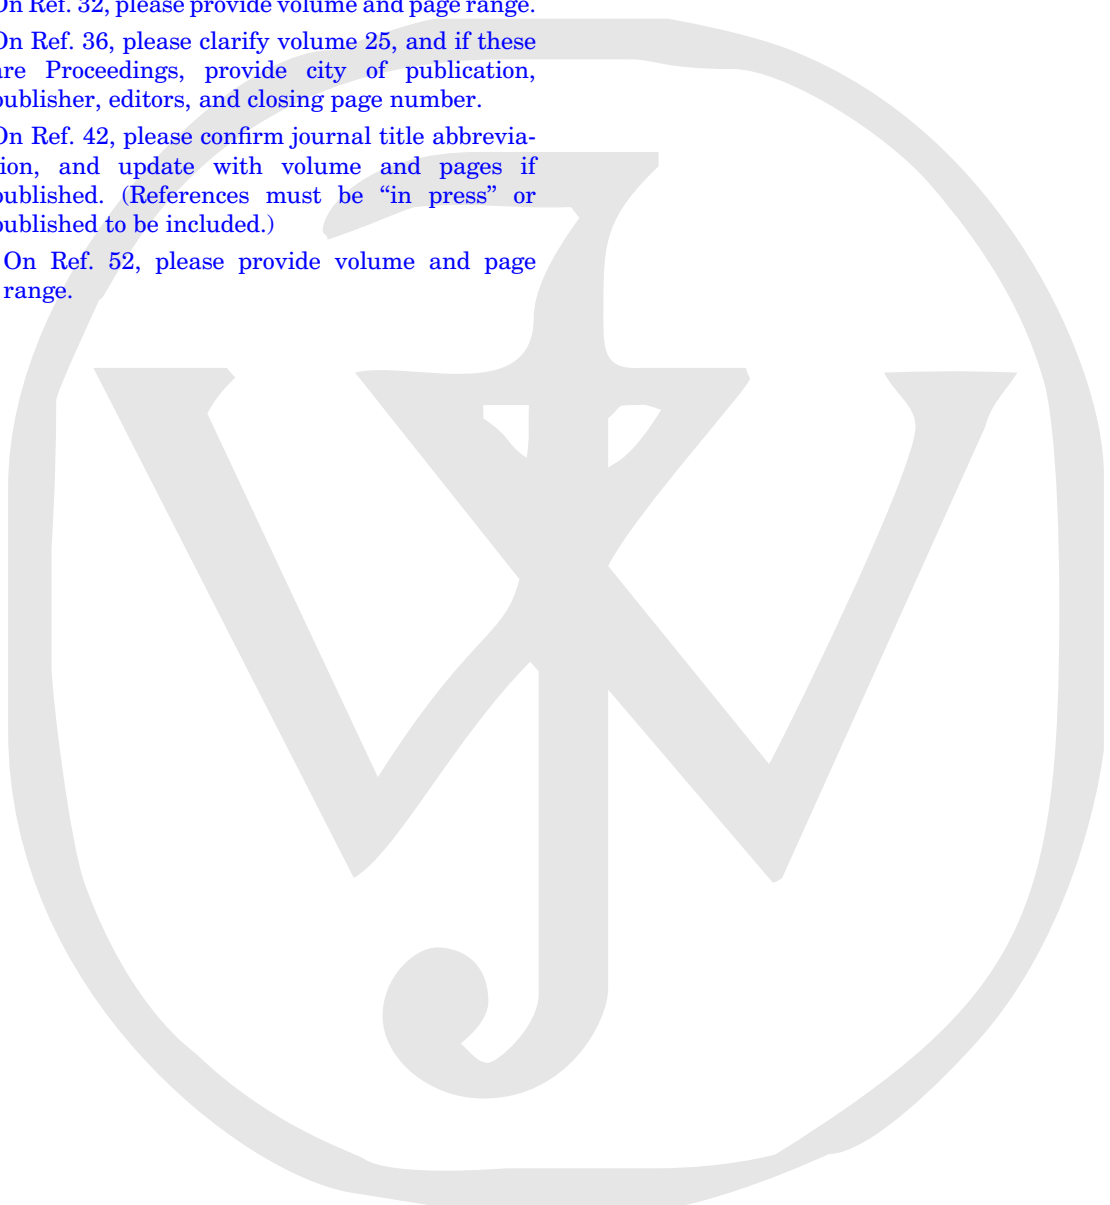 On Ref. 32, please provide volume and page range.
On Ref. 36, please clarify volume 25, and if these
are Proceedings, provide city of publication,
publisher, editors, and closing page number.
On Ref. 42, please confirm journal title abbrevia-
tion, and update with volume and pages if
published. (References must be “in press” or
published to be included.)
On Ref. 52, please provide volume and page
range.